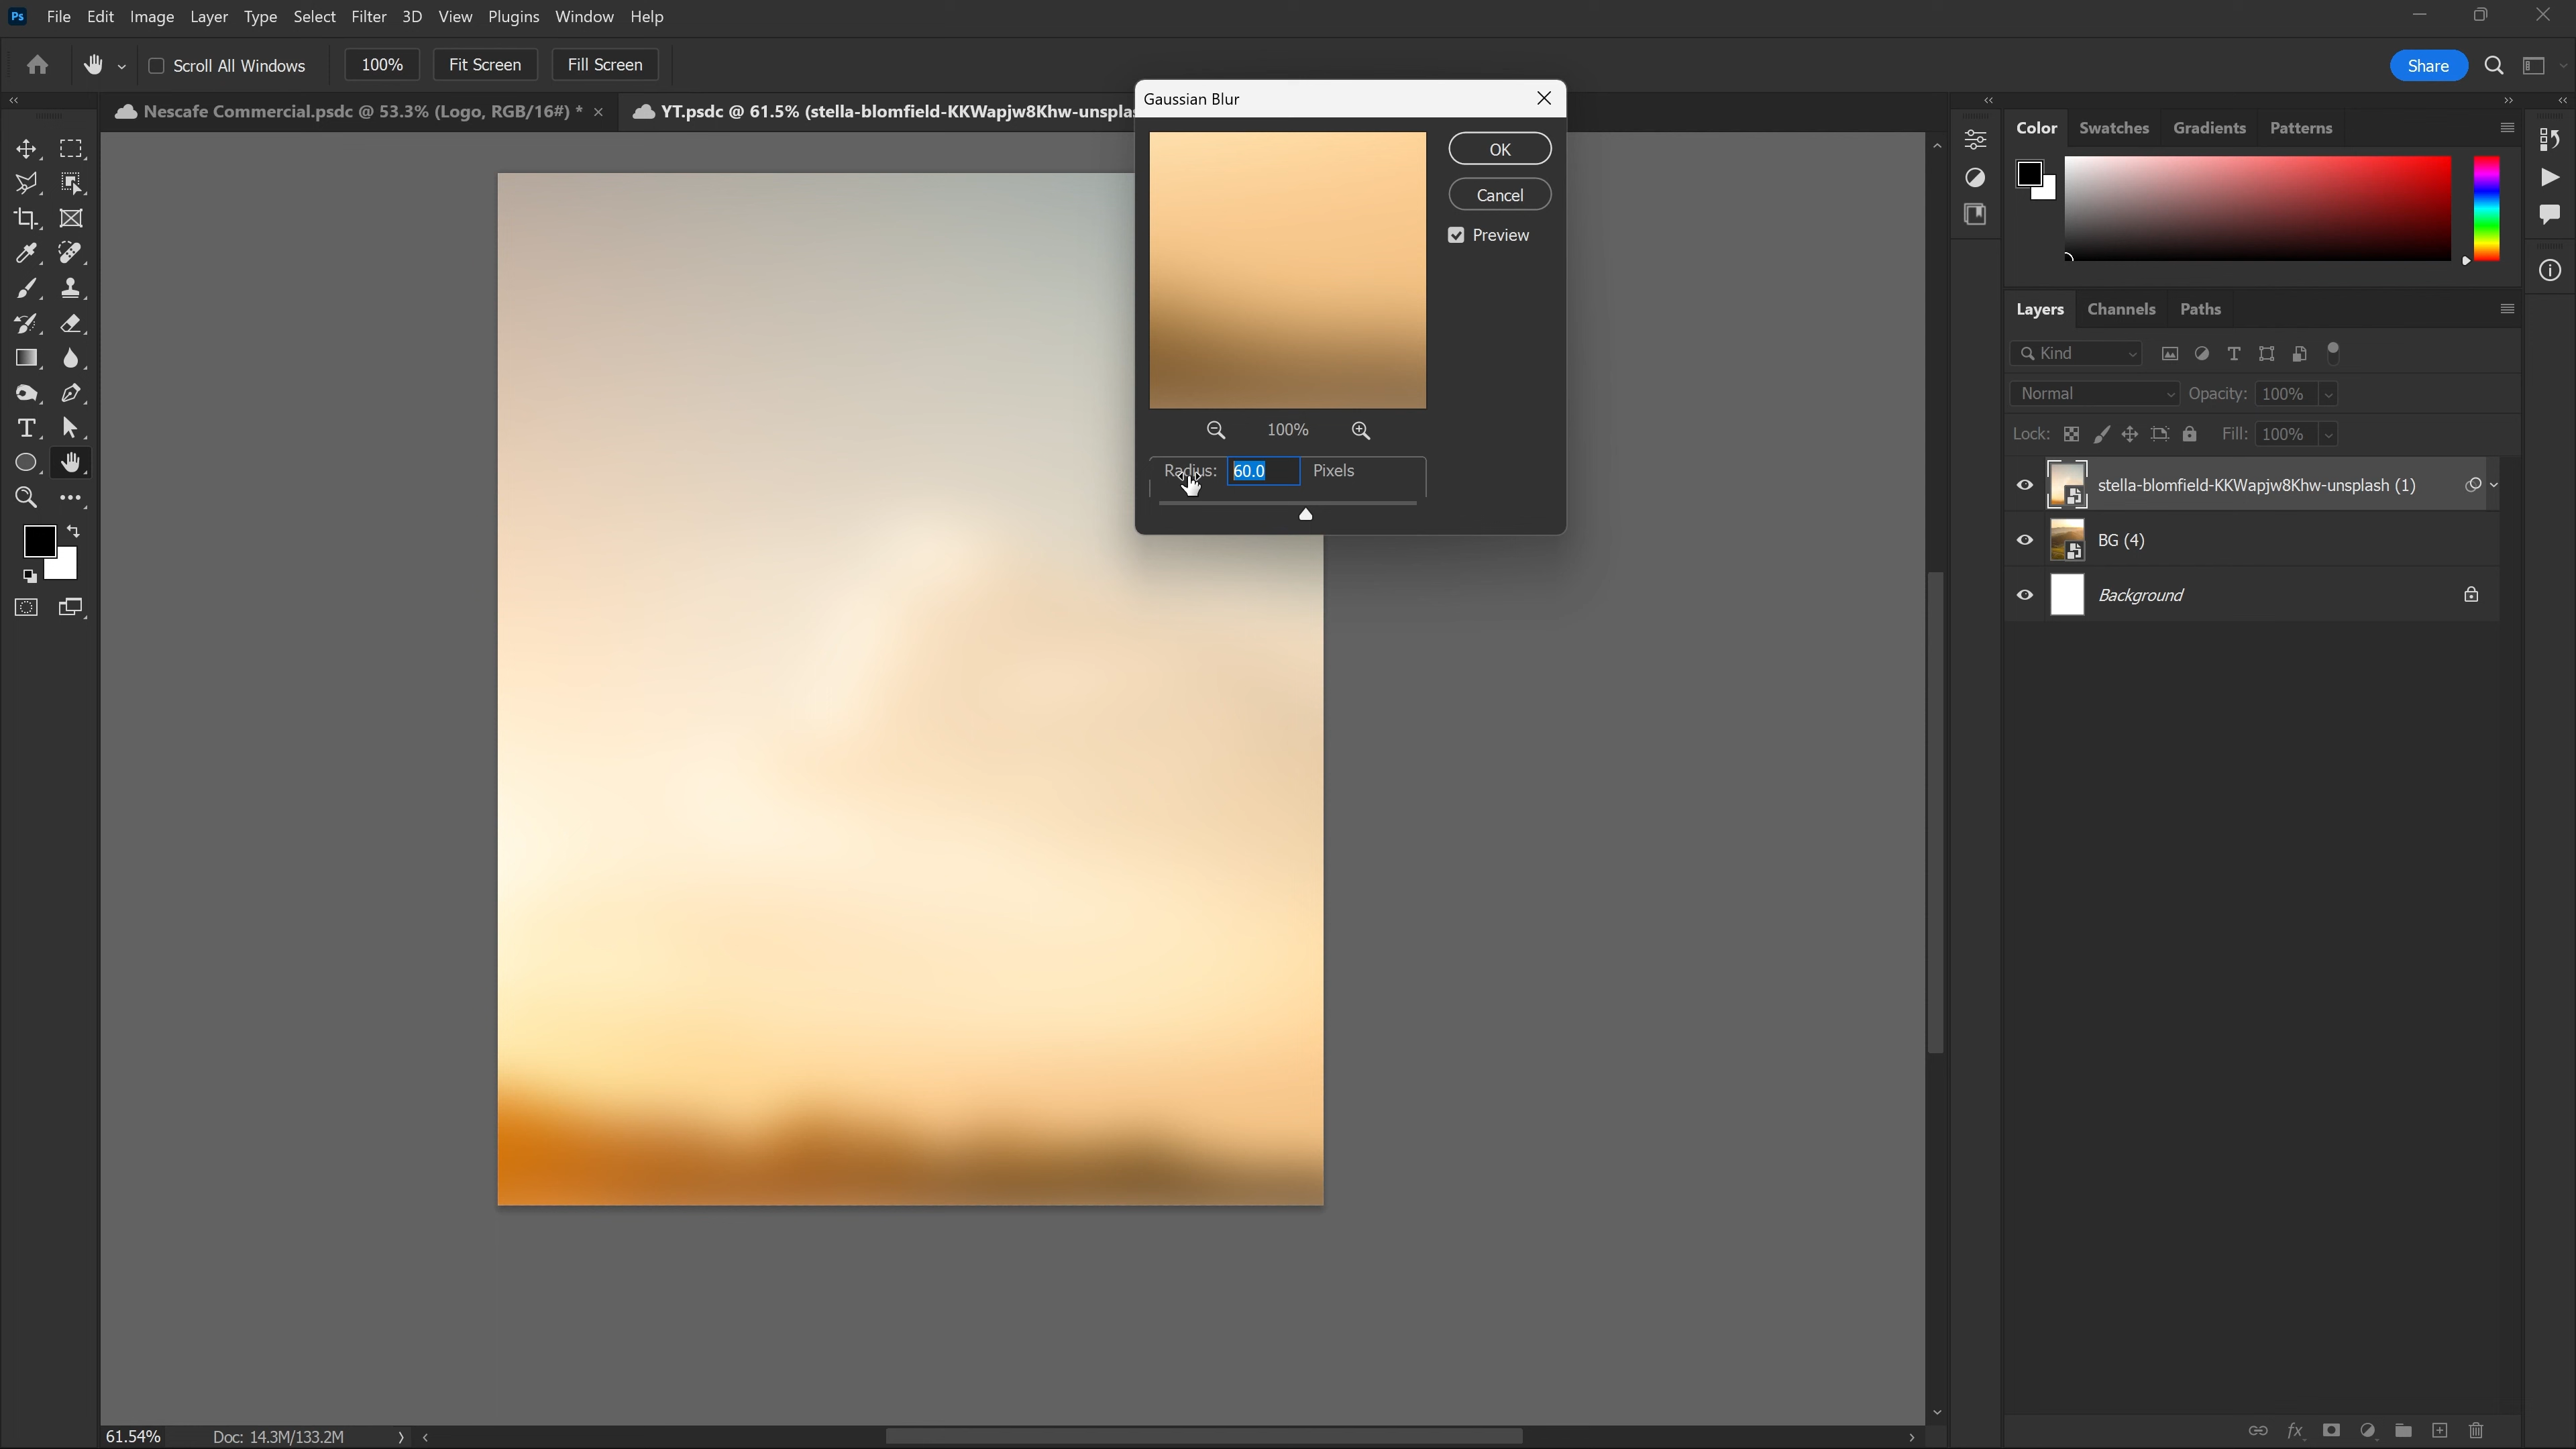 Ps File Edit Image Layer Type Select Filter 3D View Plugins Window Help
Scroll All Windows 100% Fit Screen Fill Screen Share
Nescafe Commercial.psdc @ 53.3% (Logo, RGB/16#) * × YT.psdc @ 61.5% (stella-blomfield-KKWapjw8Khw-unspla
Gaussian Blur
OK
Cancel
Preview
100%
Radius: 60.0 Pixels
Color Swatches Gradients Patterns
Layers Channels Paths
Kind
Normal Opacity: 100%
Lock: Fill: 100%
stella-blomfield-KKWapjw8Khw-unsplash (1)
BG (4)
Background
T
61.54% Doc: 14.3M/133.2M
fx